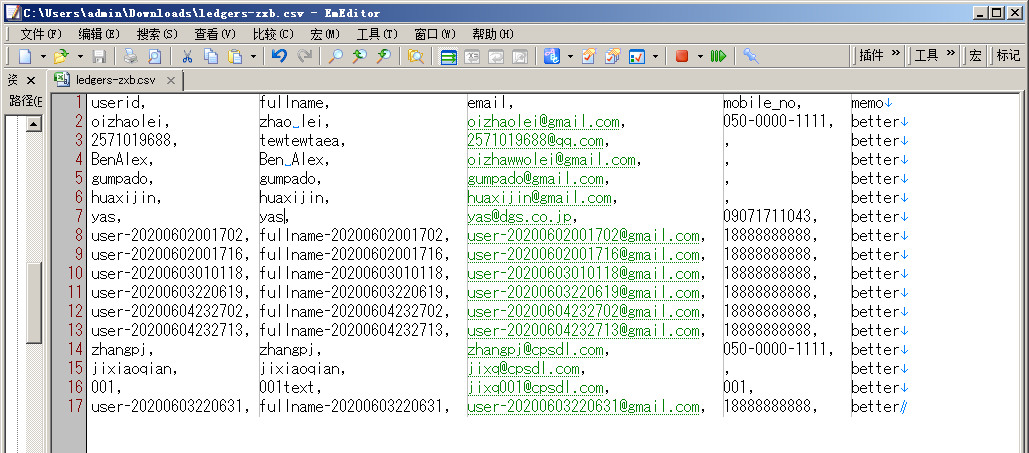 C:\Users\admin\Downloads\ledgers-zxb.csv - EmEditor
文件(F) 编辑(E) 搜索(S) 查看(V) 比较(C) 宏(M) 工具(T) 窗口(W) 帮助(H)
插件 » 工具 » 宏 标记
资 × ledgers-zxb.csv ×
路径(E
1 userid, fullname, email, mobile_no, memo
2 oizhaolei, zhao_lei, oizhaolei@gmail.com, 050-0000-1111, better
3 2571019688, tewtewtaea, 2571019688@qq.com, , better
4 BenAlex, Ben_Alex, oizhawwolei@gmail.com, , better
5 gumpado, gumpado, gumpado@gmail.com, , better
6 huaxijin, huaxijin, huaxijin@gmail.com, , better
7 yas, yas, yas@dgs.co.jp, 09071711043, better
8 user-20200602001702, fullname-20200602001702, user-20200602001702@gmail.com, 18888888888, better
9 user-20200602001716, fullname-20200602001716, user-20200602001716@gmail.com, 18888888888, better
10 user-20200603010118, fullname-20200603010118, user-20200603010118@gmail.com, 18888888888, better
11 user-20200603220619, fullname-20200603220619, user-20200603220619@gmail.com, 18888888888, better
12 user-20200604232702, fullname-20200604232702, user-20200604232702@gmail.com, 18888888888, better
13 user-20200604232713, fullname-20200604232713, user-20200604232713@gmail.com, 18888888888, better
14 zhangpj, zhangpj, zhangpj@cpsdl.com, 050-0000-1111, better
15 jixiaoqian, jixiaoqian, jixq@cpsdl.com, , better
16 001, 001text, jixq001@cpsdl.com, 001, better
17 user-20200603220631, fullname-20200603220631, user-20200603220631@gmail.com, 18888888888, better